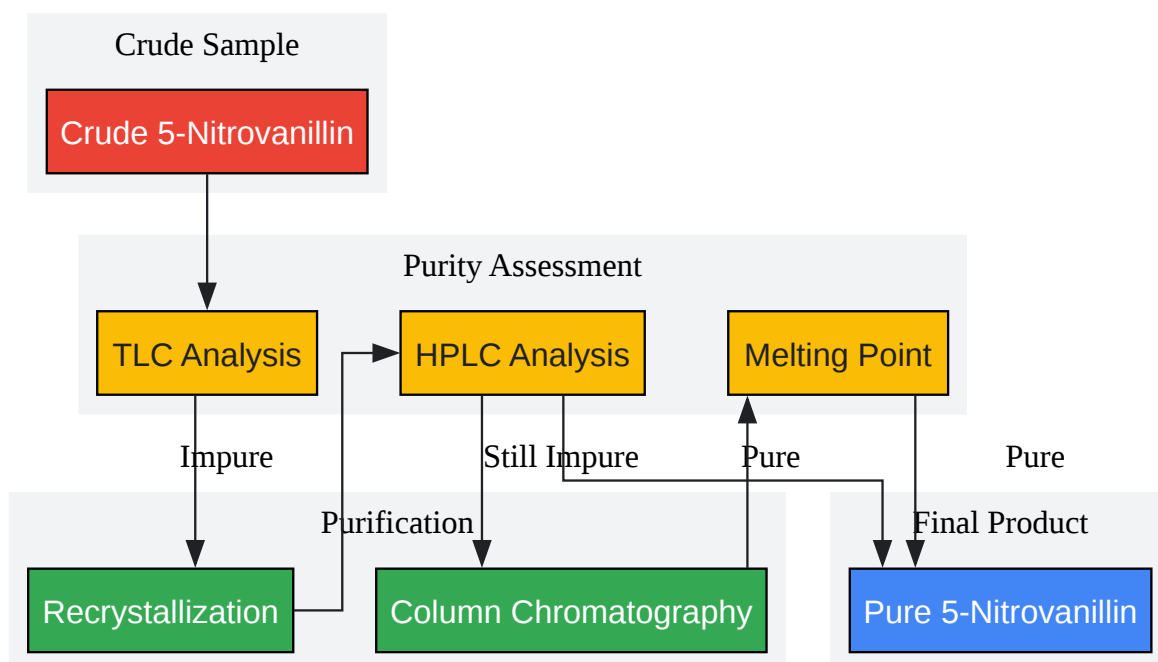 Crude Sample
Crude 5-Nitrovanillin
Purity Assessment
TLC Analysis
HPLC Analysis
Melting Point
Impure
Still Impure
Pure
Pure
Purification
Final Product
Recrystallization
Column Chromatography
Pure 5-Nitrovanillin